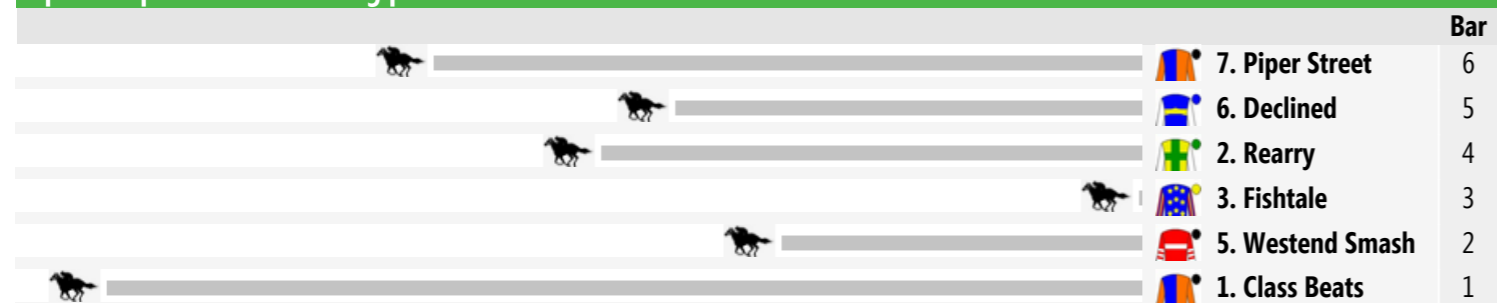 Bar
7. Piper Street 6
6. Declined 5
2. Rearry 4
3. Fishtale 3
5. Westend Smash 2
1. Class Beats 1